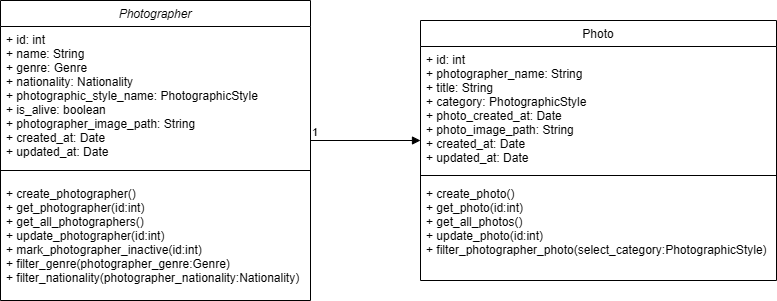 Photographer
+ id: int
+ name: String
+ genre: Genre
+ nationality: Nationality
+ photographic_style_name: PhotographicStyle
+ is_alive: boolean
+ photographer_image_path: String
+ created_at: Date
+ updated_at: Date
+ create_photographer()
+ get_photographer(id:int)
+ get_all_photographers()
+ update_photographer(id:int)
+ mark_photographer_inactive(id:int)
+ filter_genre(photographer_genre:Genre)
+ filter_nationality(photographer_nationality:Nationality)
1
Photo
+ id: int
+ photographer_name: String
+ title: String
+ category: PhotographicStyle
+ photo_created_at: Date
+ photo_image_path: String
+ created_at: Date
+ updated_at: Date
+ create_photo()
+ get_photo(id:int)
+ get_all_photos()
+ update_photo(id:int)
+ filter_photographer_photo(select_category:PhotographicStyle)